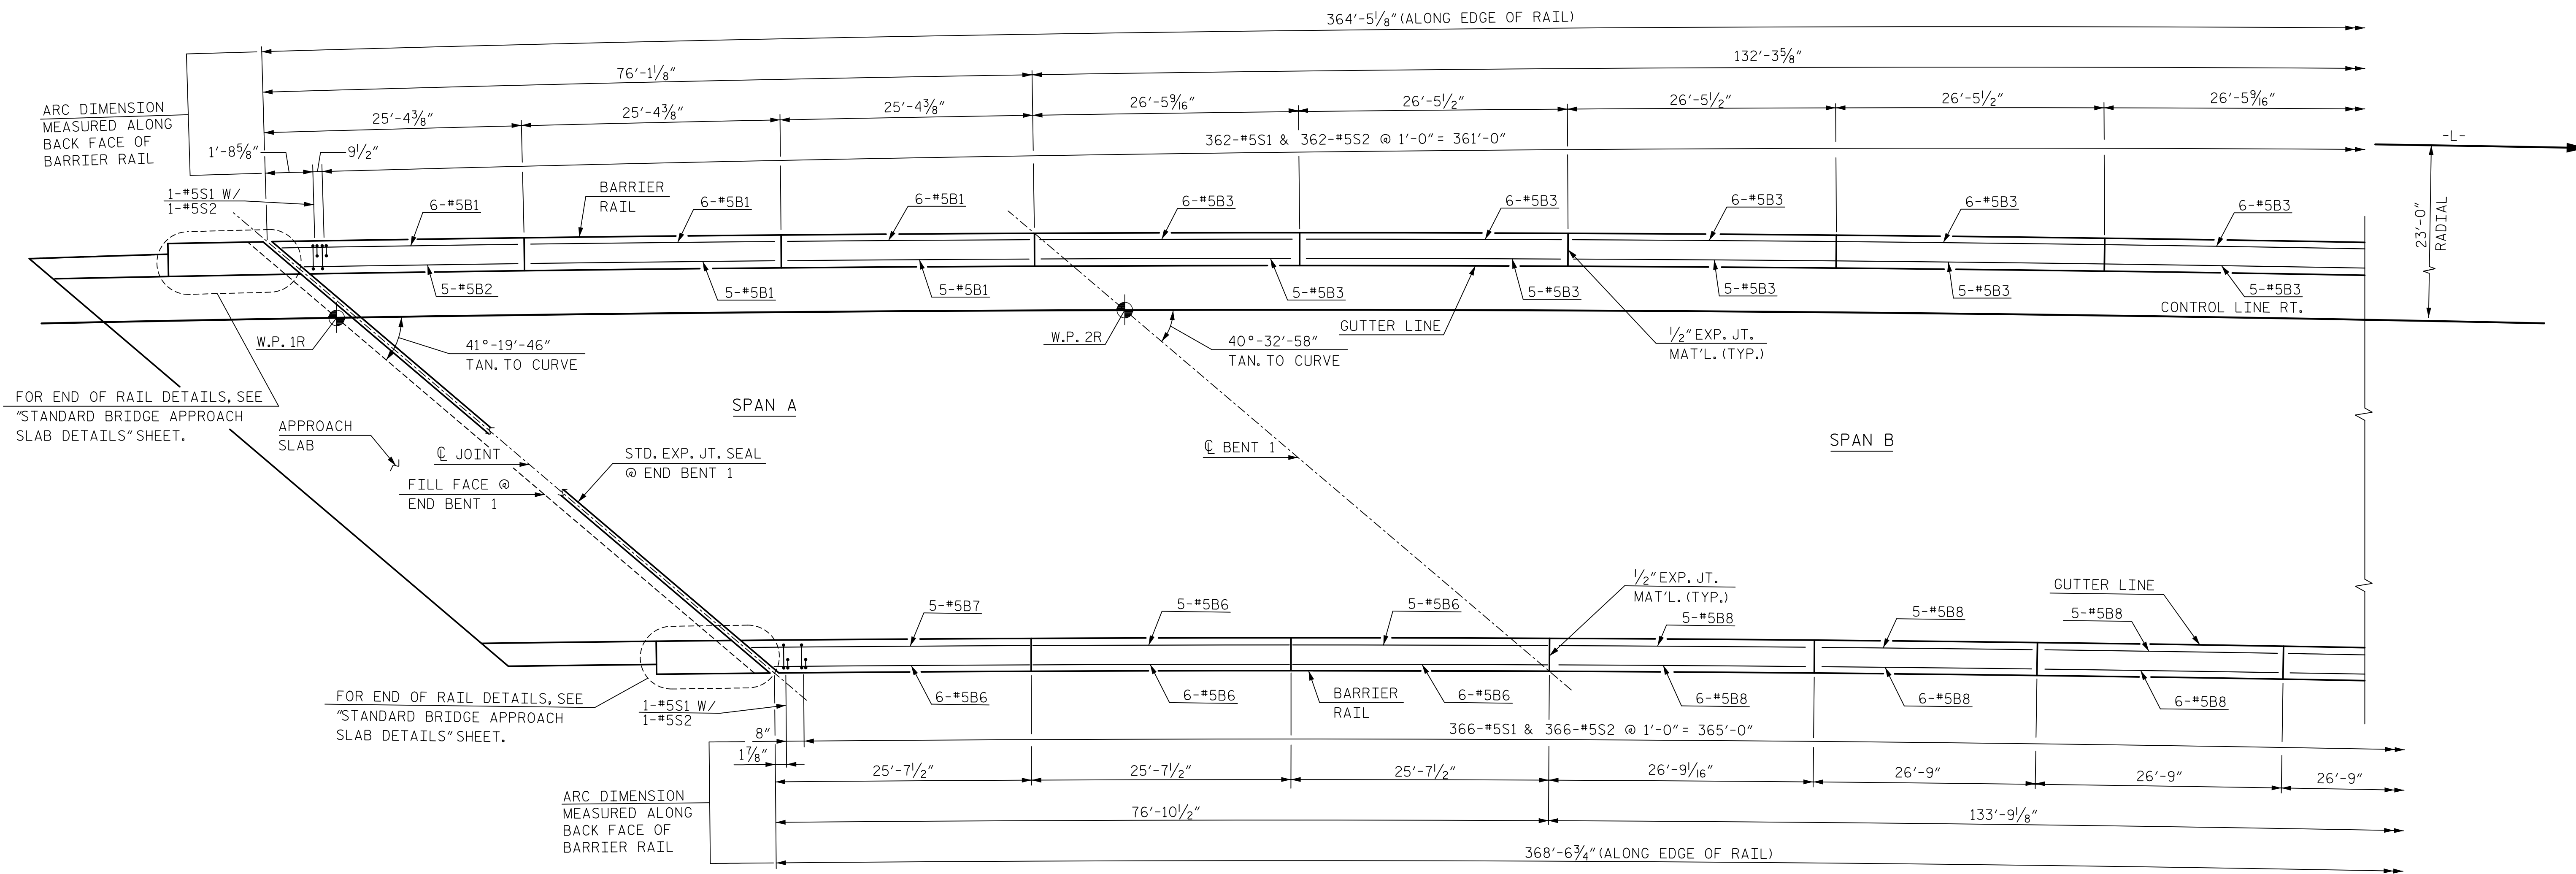 364'-5 1/8" (ALONG EDGE OF RAIL)
76'-1 1/8"
132'-3 5/8"
ARC DIMENSION
MEASURED ALONG
BACK FACE OF
BARRIER RAIL
25'-4 3/8"
25'-4 3/8"
25'-4 3/8"
26'-5 9/16"
26'-5 1/2"
26'-5 1/2"
26'-5 1/2"
26'-5 9/16"
1'-8 5/8"
9 1/2"
362-#5S1 & 362-#5S2 @ 1'-0" = 361'-0"
-L-
1-#5S1 W/
1-#5S2
BARRIER
RAIL
6-#5B1
6-#5B1
6-#5B1
6-#5B3
6-#5B3
6-#5B3
6-#5B3
6-#5B3
23'-0"
RADIAL
5-#5B2
5-#5B1
5-#5B1
5-#5B3
5-#5B3
5-#5B3
5-#5B3
5-#5B3
CONTROL LINE RT.
W.P. 1R
41°-19'-46"
TAN. TO CURVE
W.P. 2R
40°-32'-58"
TAN. TO CURVE
GUTTER LINE
1/2" EXP. JT.
MAT'L. (TYP.)
FOR END OF RAIL DETAILS, SEE
"STANDARD BRIDGE APPROACH
SLAB DETAILS" SHEET.
APPROACH
SLAB
SPAN A
SPAN B
℄ JOINT
STD. EXP. JT. SEAL
@ END BENT 1
℄ BENT 1
FILL FACE @
END BENT 1
1/2" EXP. JT.
MAT'L. (TYP.)
GUTTER LINE
5-#5B7
5-#5B6
5-#5B6
5-#5B8
5-#5B8
5-#5B8
FOR END OF RAIL DETAILS, SEE
"STANDARD BRIDGE APPROACH
SLAB DETAILS" SHEET.
6-#5B6
6-#5B6
6-#5B6
6-#5B8
6-#5B8
6-#5B8
BARRIER
RAIL
1-#5S1 W/
1-#5S2
8"
1 7/8"
366-#5S1 & 366-#5S2 @ 1'-0" = 365'-0"
25'-7 1/2"
25'-7 1/2"
25'-7 1/2"
26'-9 1/16"
26'-9"
26'-9"
26'-9"
ARC DIMENSION
MEASURED ALONG
BACK FACE OF
BARRIER RAIL
76'-10 1/2"
133'-9 1/8"
368'-6 3/4" (ALONG EDGE OF RAIL)